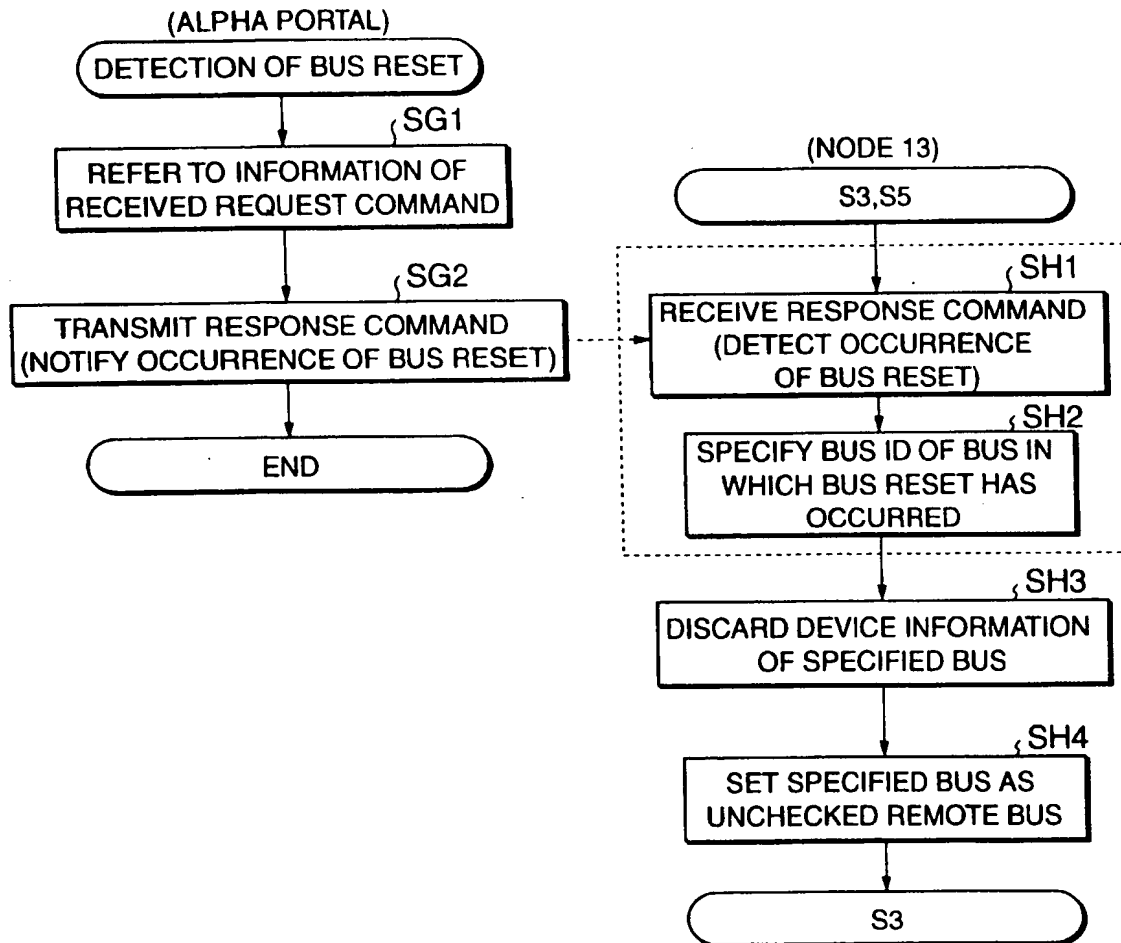 (ALPHA PORTAL)
DETECTION OF BUS RESET
SG1
REFER TO INFORMATION OF
RECEIVED REQUEST COMMAND
SG2
TRANSMIT RESPONSE COMMAND
(NOTIFY OCCURRENCE OF BUS RESET)
END
(NODE 13)
S3,S5
SH1
RECEIVE RESPONSE COMMAND
(DETECT OCCURRENCE
OF BUS RESET)
SH2
SPECIFY BUS ID OF BUS IN
WHICH BUS RESET HAS
OCCURRED
SH3
DISCARD DEVICE INFORMATION
OF SPECIFIED BUS
SH4
SET SPECIFIED BUS AS
UNCHECKED REMOTE BUS
S3